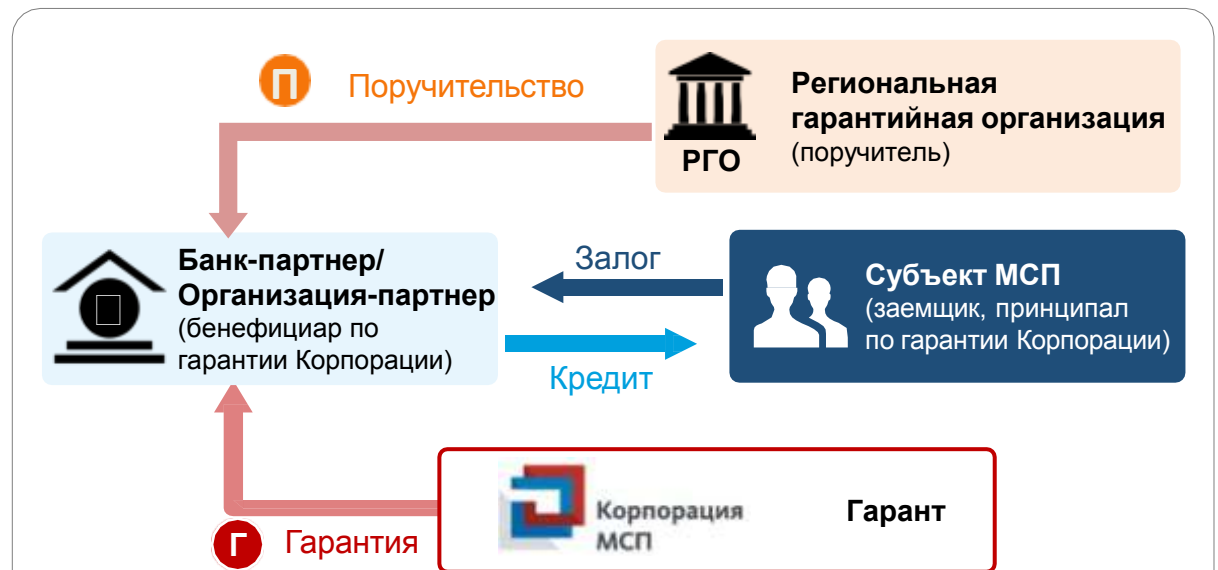 П Поручительство
Региональная
гарантийная организация
(поручитель)
РГО
Банк-партнер/
Организация-партнер
(бенефициар по
гарантии Корпорации)
Залог
Кредит
Субъект МСП
(заемщик, принципал
по гарантии Корпорации)
Корпорация
МСП
Гарант
Г Гарантия